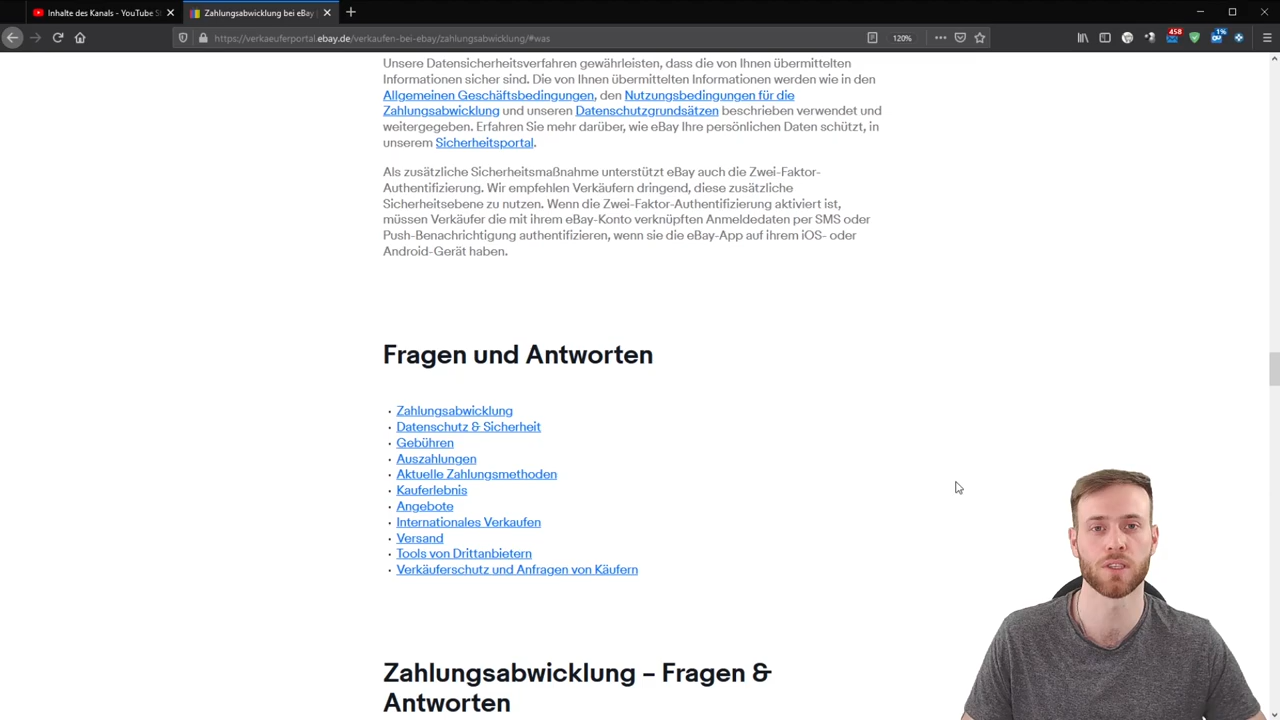 Inhalte des Kanals - YouTube St
Zahlungsabwicklung bei eBay
https://verkaeuferportal.ebay.de/verkaufen-bei-ebay/zahlungsabwicklung/#was
120%
458
1%
Unsere Datensicherheitsverfahren gewährleisten, dass die von Ihnen übermittelten
Informationen sicher sind. Die von Ihnen übermittelten Informationen werden wie in den
Allgemeinen Geschäftsbedingungen, den Nutzungsbedingungen für die
Zahlungsabwicklung und unseren Datenschutzgrundsätzen beschrieben verwendet und
weitergegeben. Erfahren Sie mehr darüber, wie eBay Ihre persönlichen Daten schützt, in
unserem Sicherheitsportal.
Als zusätzliche Sicherheitsmaßnahme unterstützt eBay auch die Zwei-Faktor-
Authentifizierung. Wir empfehlen Verkäufern dringend, diese zusätzliche
Sicherheitsebene zu nutzen. Wenn die Zwei-Faktor-Authentifizierung aktiviert ist,
müssen Verkäufer die mit ihrem eBay-Konto verknüpften Anmeldedaten per SMS oder
Push-Benachrichtigung authentifizieren, wenn sie die eBay-App auf ihrem iOS- oder
Android-Gerät haben.
Fragen und Antworten
• Zahlungsabwicklung
• Datenschutz & Sicherheit
• Gebühren
• Auszahlungen
• Aktuelle Zahlungsmethoden
• Kauferlebnis
• Angebote
• Internationales Verkaufen
• Versand
• Tools von Drittanbietern
• Verkäuferschutz und Anfragen von Käufern
Zahlungsabwicklung – Fragen &
Antworten